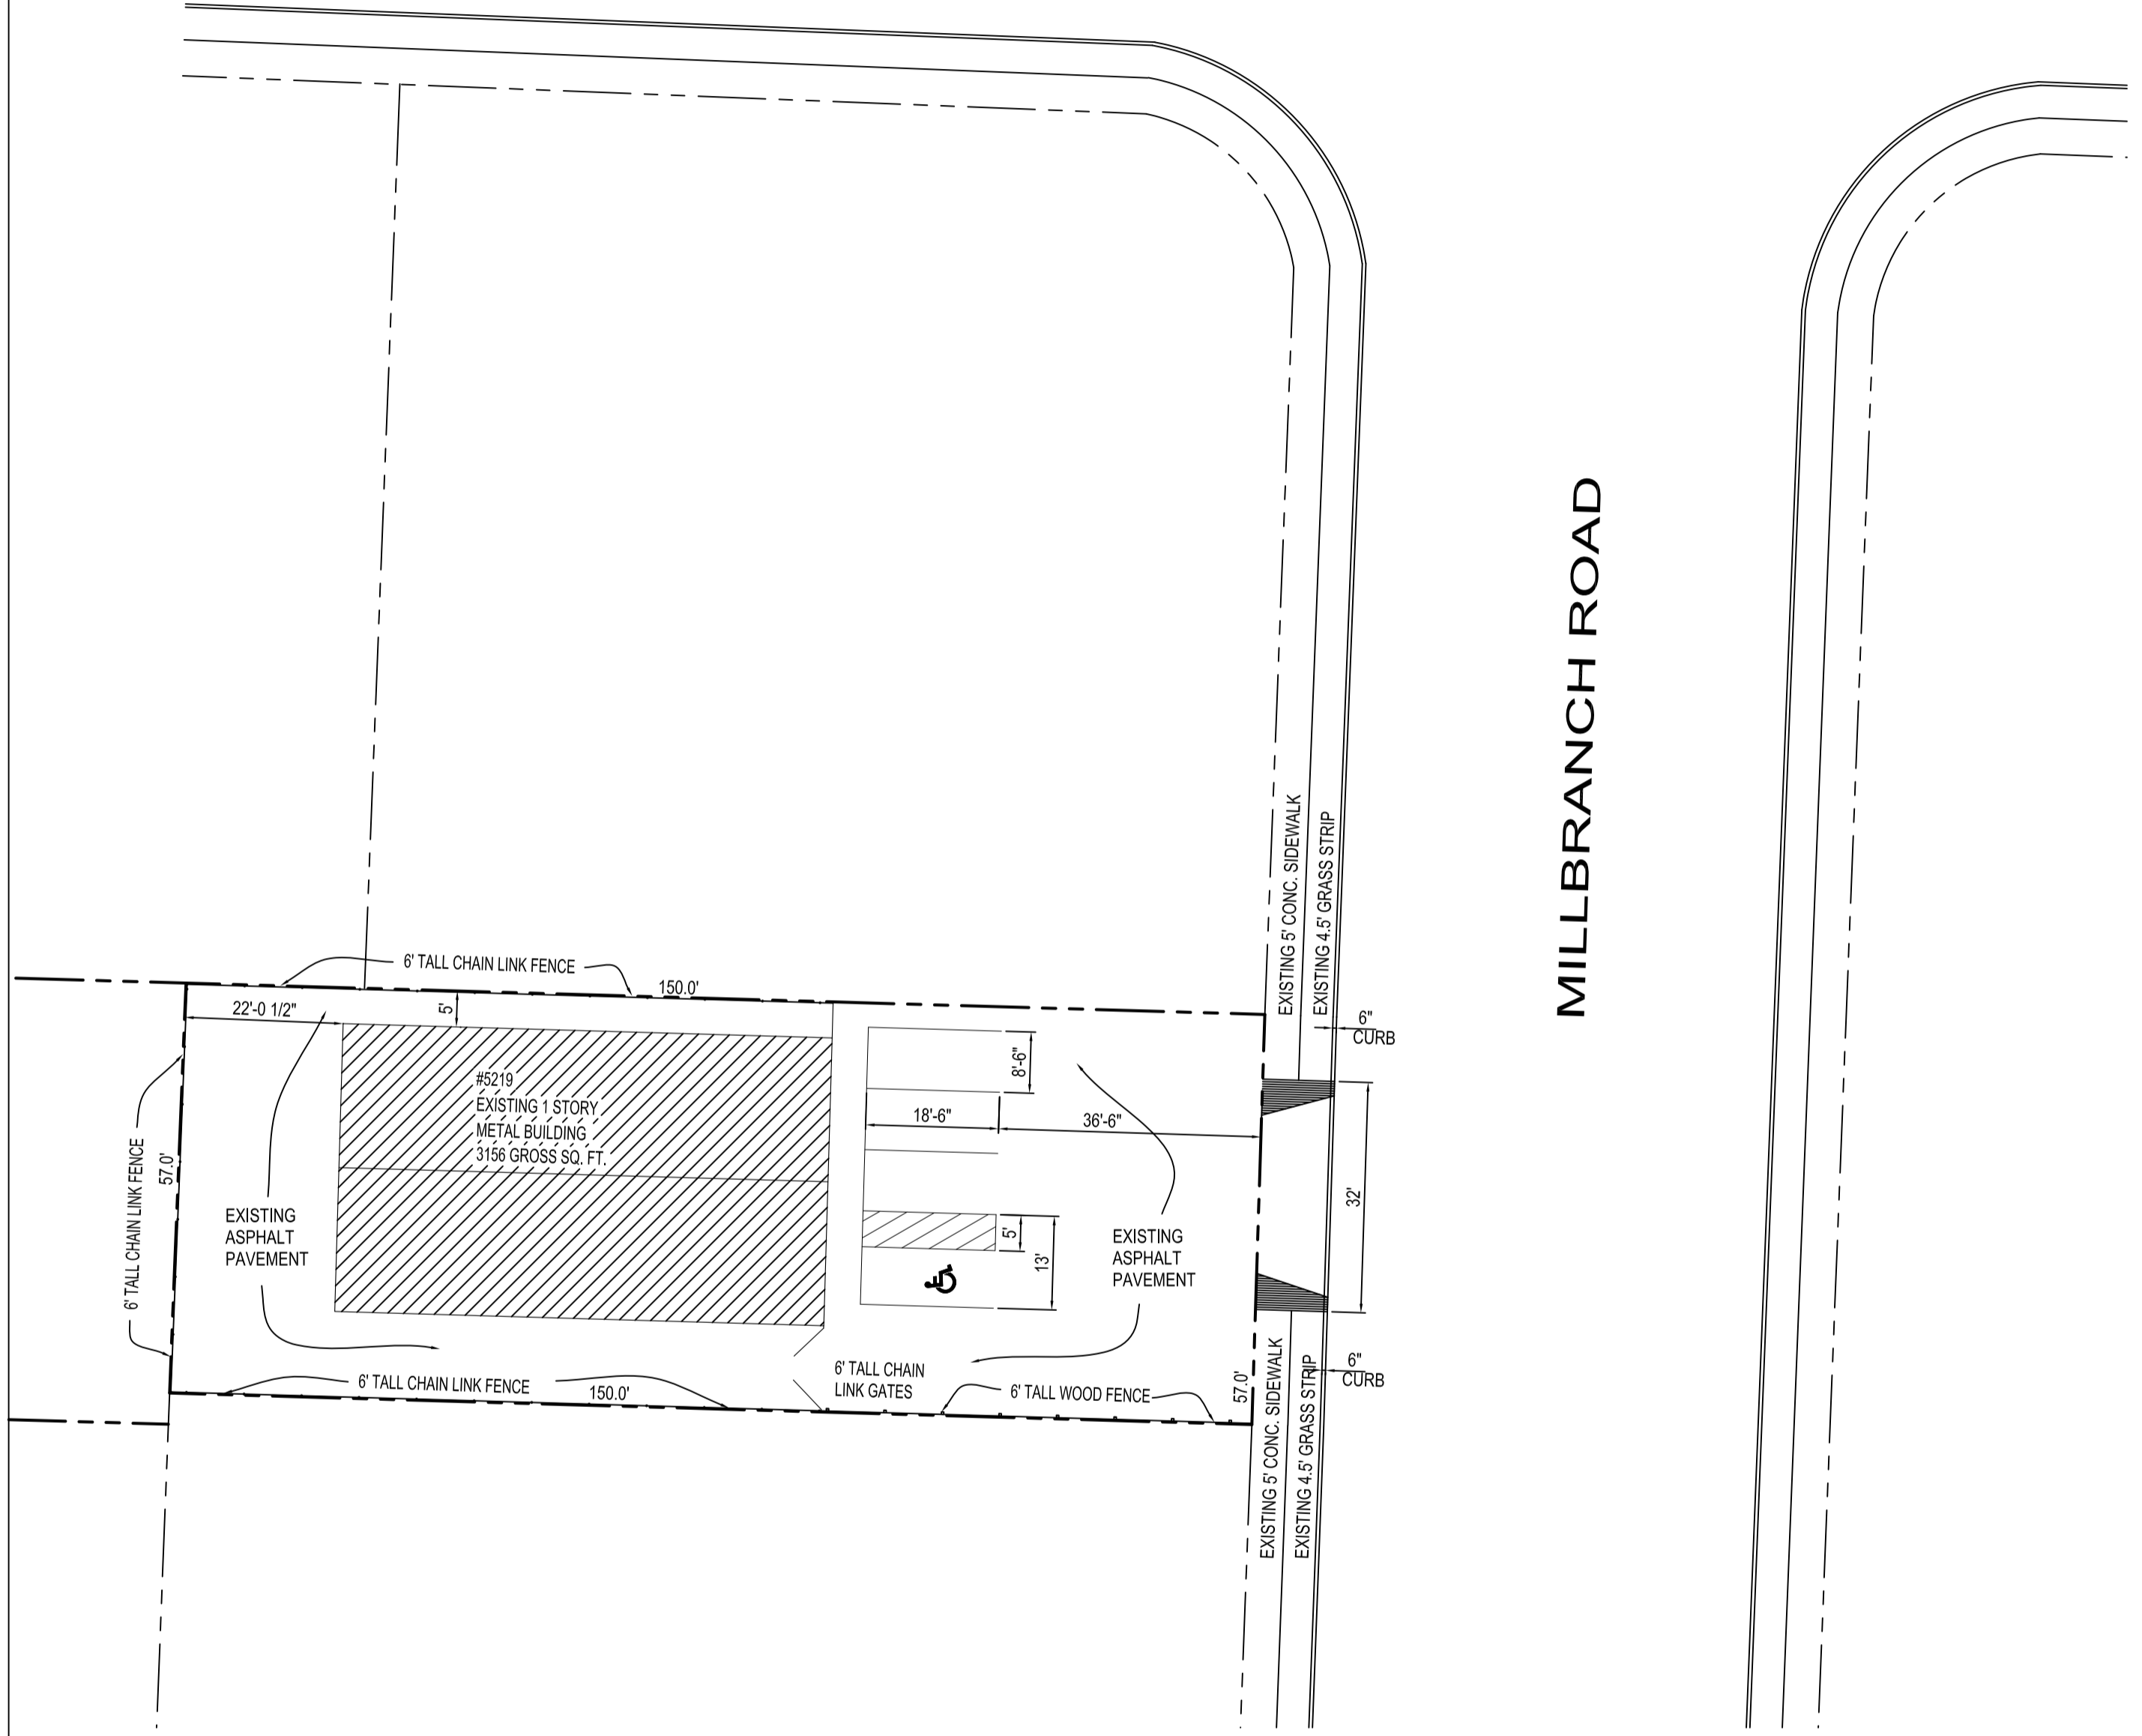 MILLBRANCH ROAD
EXISTING 5' CONC. SIDEWALK
EXISTING 4.5' GRASS STRIP
6' TALL CHAIN LINK FENCE
150.0'
22'-0 1/2"
5'
6"
CURB
8'-6"
#5219
EXISTING 1 STORY
METAL BUILDING
3156 GROSS SQ. FT.
18'-6"
36'-6"
6' TALL CHAIN LINK FENCE
57.0'
32'
EXISTING
ASPHALT
PAVEMENT
5'
13'
EXISTING
ASPHALT
PAVEMENT
6' TALL CHAIN
LINK GATES
6' TALL CHAIN LINK FENCE
150.0'
6' TALL WOOD FENCE
57.0'
6"
CURB
EXISTING 5' CONC. SIDEWALK
EXISTING 4.5' GRASS STRIP